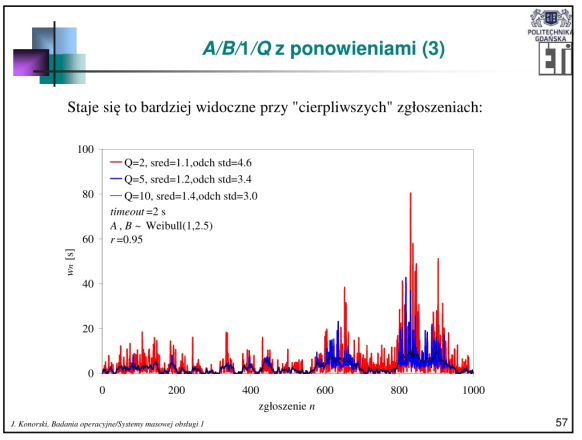 POLITECHNIKA
GDAŃSKA
A/B/1/Q z ponowieniami (3)
Staje się to bardziej widoczne przy "cierpliwszych" zgłoszeniach:
100
80
60
40
20
0
wn [s]
Q=2, sred=1.1,odch std=4.6
Q=5, sred=1.2,odch std=3.4
Q=10, sred=1.4,odch std=3.0
timeout=2 s
A , B ~ Weibull(1,2.5)
r=0.95
0 200 400 600 800 1000
zgłoszenie n
J. Konorski, Badania operacyjne/Systemy masowej obsługi 1
57